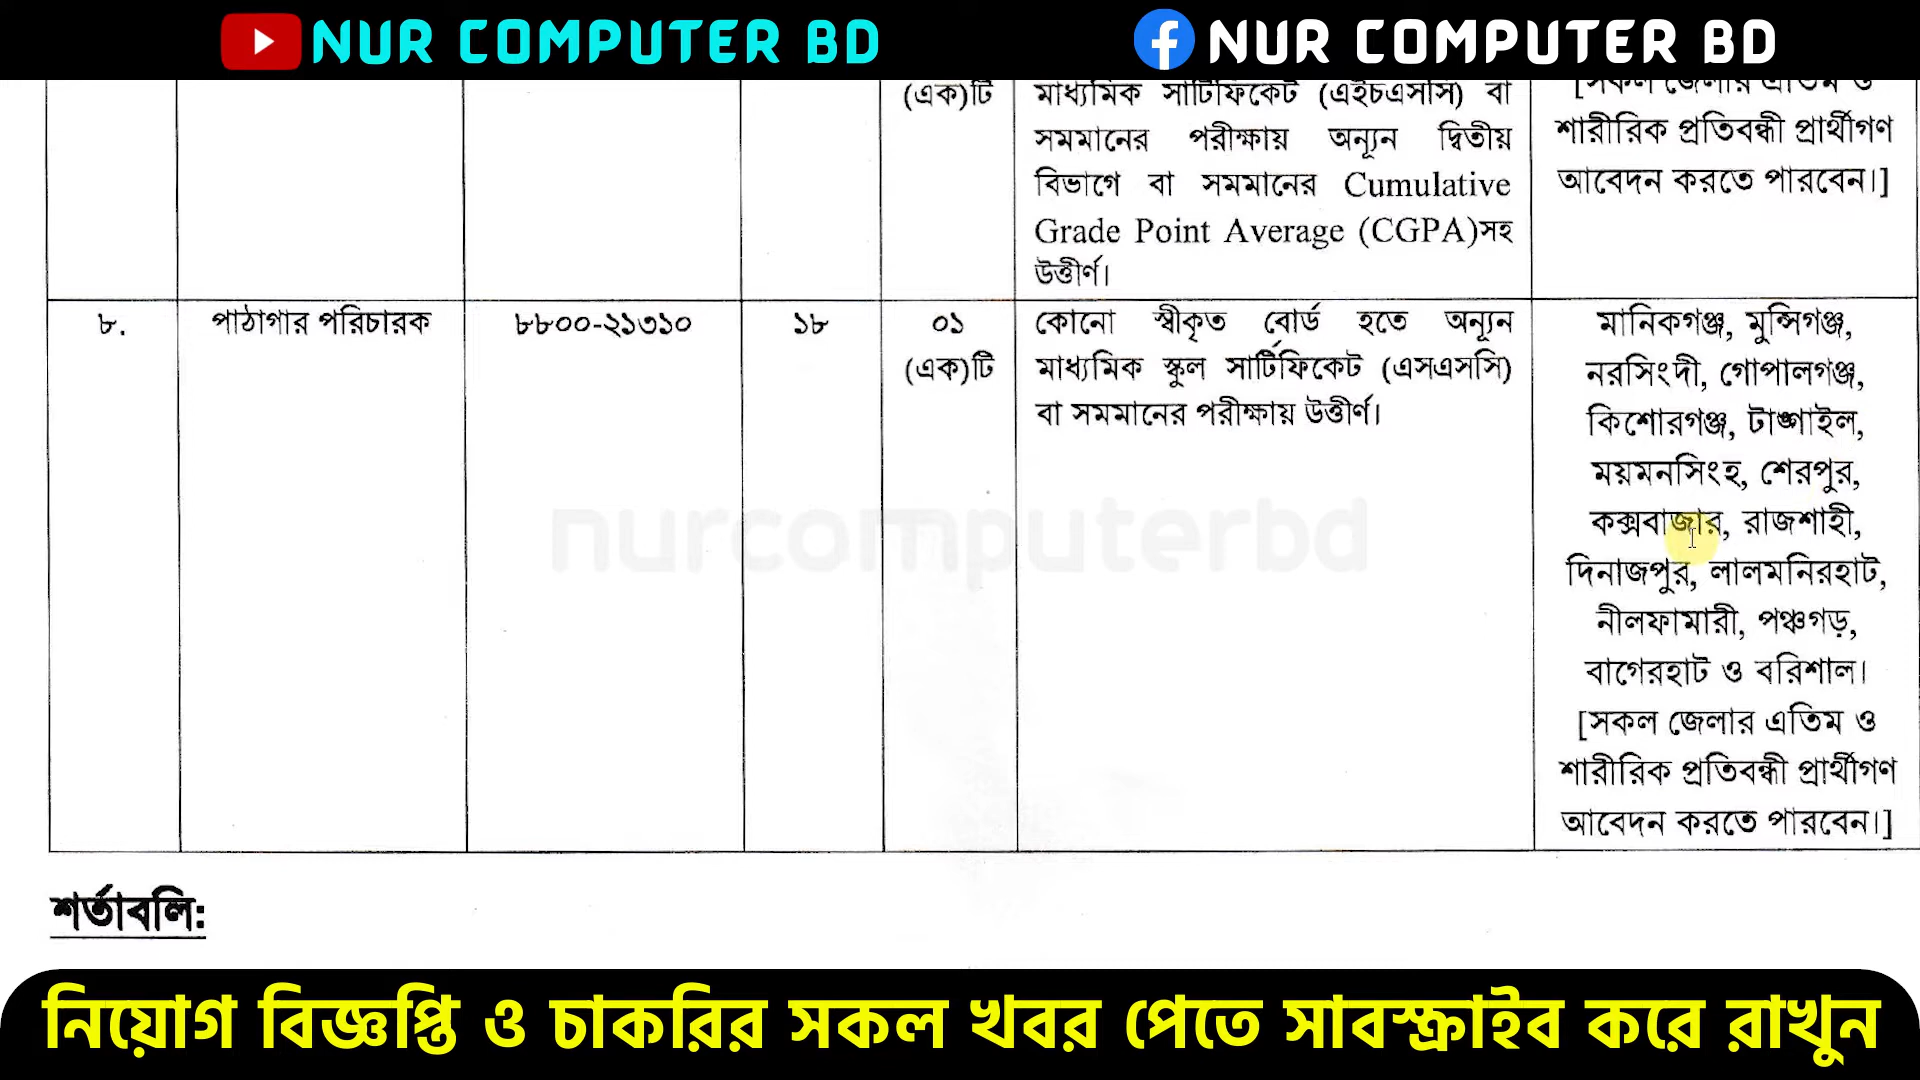 NUR COMPUTER BD
NUR COMPUTER BD
(এক)টি
মাধ্যমিক সার্টিফিকেট (এইচএসসি) বা
সমমানের পরীক্ষায় অন্যূন দ্বিতীয়
বিভাগে বা সমমানের Cumulative
Grade Point Average (CGPA)সহ
উত্তীর্ণ।
[সকল জেলার এতিম ও
শারীরিক প্রতিবন্ধী প্রার্থীগণ
আবেদন করতে পারবেন।]
৮.
পাঠাগার পরিচারক
৮৮০০-২১৩১০
১৮
০১
(এক)টি
কোনো স্বীকৃত বোর্ড হতে অন্যূন
মাধ্যমিক স্কুল সার্টিফিকেট (এসএসসি)
বা সমমানের পরীক্ষায় উত্তীর্ণ।
মানিকগঞ্জ, মুন্সিগঞ্জ,
নরসিংদী, গোপালগঞ্জ,
কিশোরগঞ্জ, টাঙ্গাইল,
ময়মনসিংহ, শেরপুর,
কক্সবাজার, রাজশাহী,
দিনাজপুর, লালমনিরহাট,
নীলফামারী, পঞ্চগড়,
বাগেরহাট ও বরিশাল।
[সকল জেলার এতিম ও
শারীরিক প্রতিবন্ধী প্রার্থীগণ
আবেদন করতে পারবেন।]
nurcomputerbd
শর্তাবলি:
নিয়োগ বিজ্ঞপ্তি ও চাকরির সকল খবর পেতে সাবস্ক্রাইব করে রাখুন